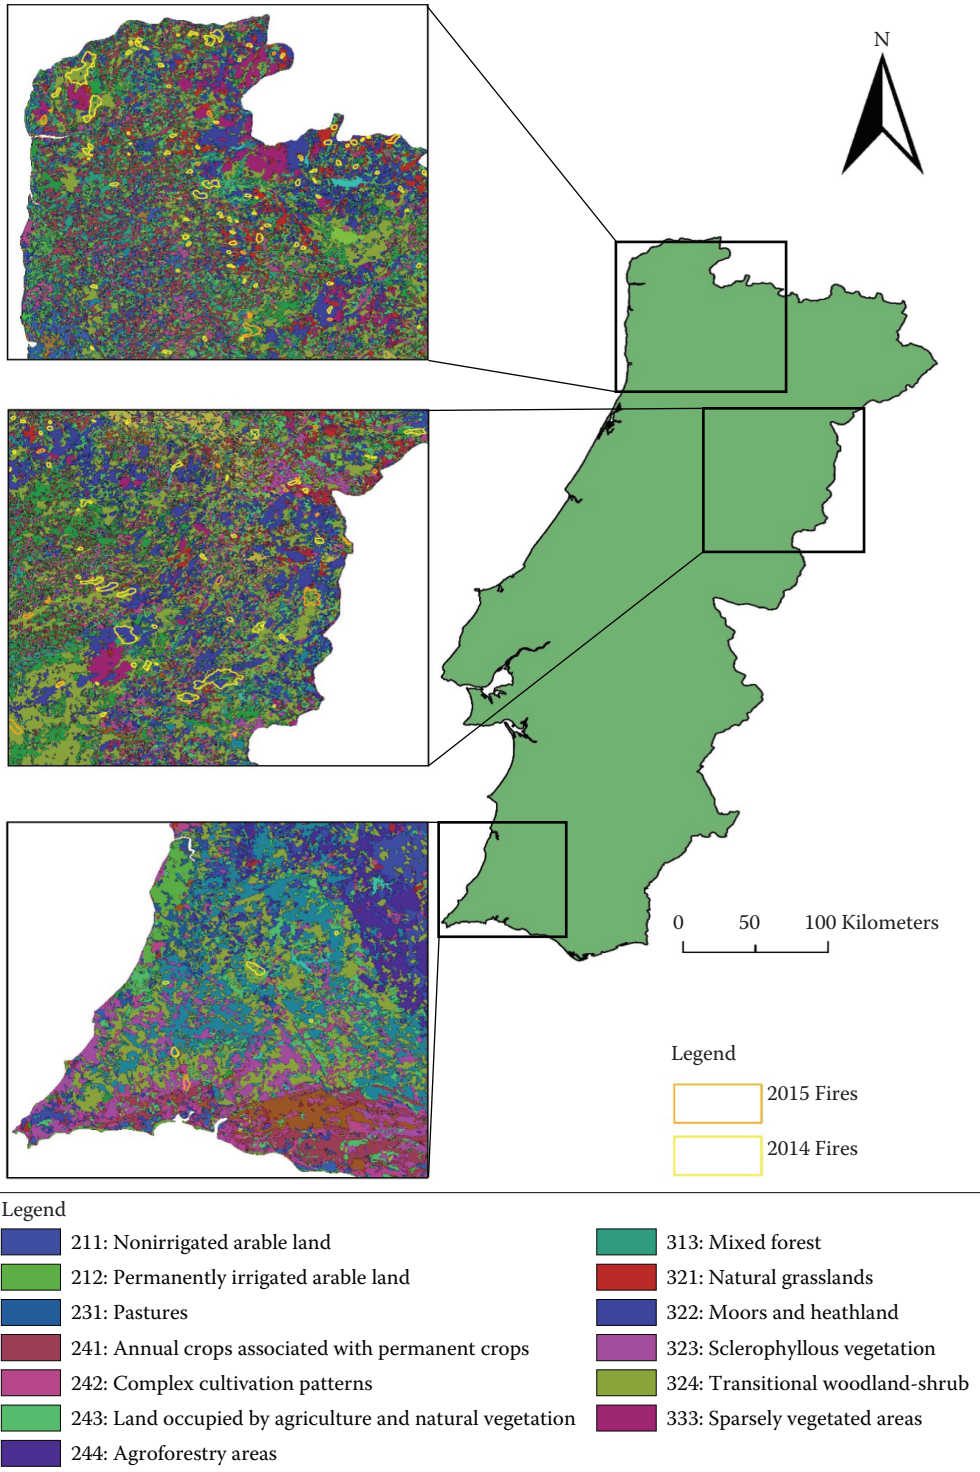 N
0 50 100 Kilometers
Legend
2015 Fires
2014 Fires
Legend
211: Nonirrigated arable land
212: Permanently irrigated arable land
231: Pastures
241: Annual crops associated with permanent crops
242: Complex cultivation patterns
243: Land occupied by agriculture and natural vegetation
244: Agroforestry areas
313: Mixed forest
321: Natural grasslands
322: Moors and heathland
323: Sclerophyllous vegetation
324: Transitional woodland-shrub
333: Sparsely vegetated areas